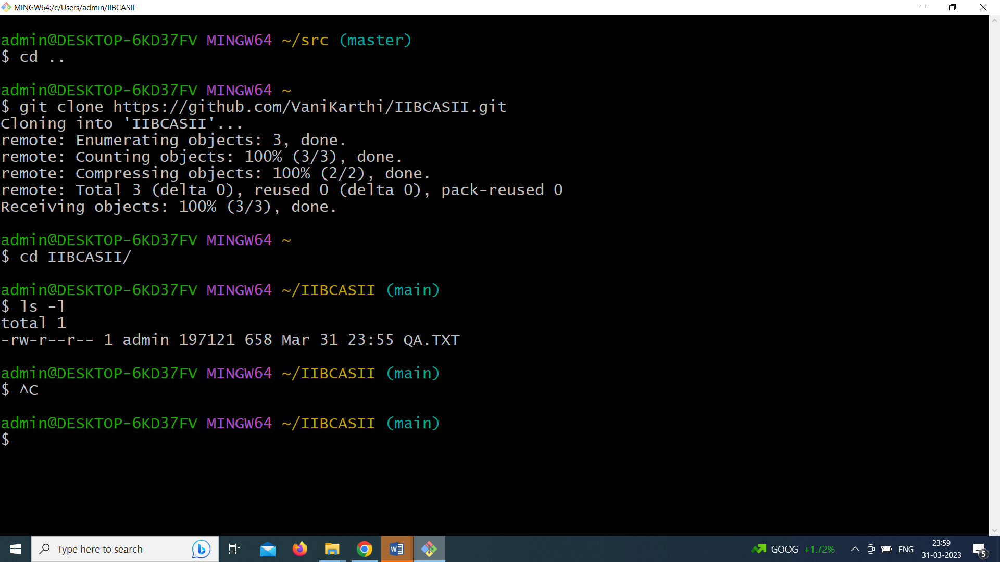 MINGW64:/c/Users/admin/IIBCASII
admin@DESKTOP-6KD37FV MINGW64 ~/src (master)
$ cd ..
admin@DESKTOP-6KD37FV MINGW64 ~
$ git clone https://github.com/VaniKarthi/IIBCASII.git
Cloning into 'IIBCASII'...
remote: Enumerating objects: 3, done.
remote: Counting objects: 100% (3/3), done.
remote: Compressing objects: 100% (2/2), done.
remote: Total 3 (delta 0), reused 0 (delta 0), pack-reused 0
Receiving objects: 100% (3/3), done.
admin@DESKTOP-6KD37FV MINGW64 ~
$ cd IIBCASII/
admin@DESKTOP-6KD37FV MINGW64 ~/IIBCASII (main)
$ ls -l
total 1
-rw-r--r-- 1 admin 197121 658 Mar 31 23:55 QA.TXT
admin@DESKTOP-6KD37FV MINGW64 ~/IIBCASII (main)
$ ^C
admin@DESKTOP-6KD37FV MINGW64 ~/IIBCASII (main)
$
Type here to search
W
GOOG +1.72%
ENG
23:59
31-03-2023
5